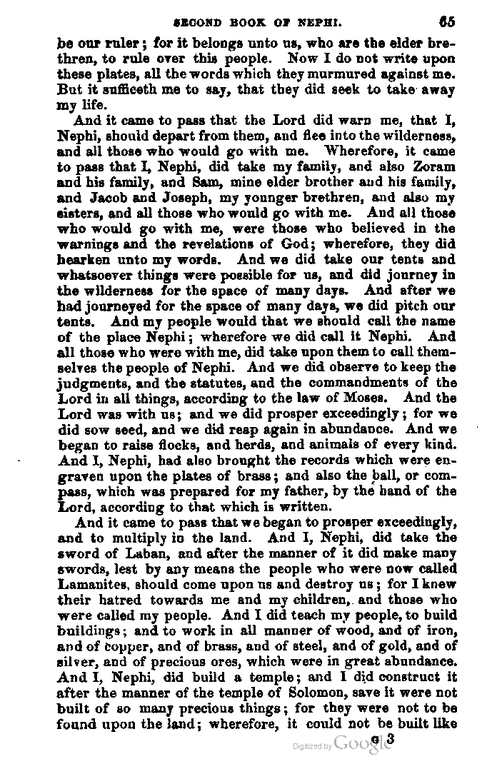 SECOND BOOK OF NEPHI. 65
be our ruler; for it belongs unto us, who are the elder bre-
thren, to rule over this people. Now I do not write upon
these plates, all the words which they murmured against me.
But it sufficeth me to say, that they did seek to take away
my life.
And it came to pass that the Lord did warn me, that I,
Nephi, should depart from them, and flee into the wilderness,
and all those who would go with me. Wherefore, it came
to pass that I, Nephi, did take my family, and also Zoram
and his family, and Sam, mine elder brother and his family,
and Jacob and Joseph, my younger brethren, and also my
sisters, and all those who would go with me. And all those
who would go with me, were those who believed in the
warnings and the revelations of God; wherefore, they did
hearken unto my words. And we did take our tents and
whatsoever things were possible for us, and did journey in
the wilderness for the space of many days. And after we
had journeyed for the space of many days, we did pitch our
tents. And my people would that we should call the name
of the place Nephi; wherefore we did call it Nephi. And
all those who were with me, did take upon them to call them-
selves the people of Nephi. And we did observe to keep the
judgments, and the statutes, and the commandments of the
Lord in all things, according to the law of Moses. And the
Lord was with us; and we did prosper exceedingly; for we
did sow seed, and we did reap again in abundance. And we
began to raise flocks, and herds, and animals of every kind.
And I, Nephi, had also brought the records which were en-
graven upon the plates of brass; and also the ball, or com-
pass, which was prepared for my father, by the hand of the
Lord, according to that which is written.
And it came to pass that we began to prosper exceedingly,
and to multiply in the land. And I, Nephi, did take the
sword of Laban, and after the manner of it did make many
swords, lest by any means the people who were now called
Lamanites, should come upon us and destroy us; for I knew
their hatred towards me and my children, and those who
were called my people. And I did teach my people, to build
buildings; and to work in all manner of wood, and of iron,
and of copper, and of brass, and of steel, and of gold, and of
silver, and of precious ores, which were in great abundance.
And I, Nephi, did build a temple; and I did construct it
after the manner of the temple of Solomon, save it were not
built of so many precious things; for they were not to be
found upon the land; wherefore, it could not be built like
G 3
Digitized by Google